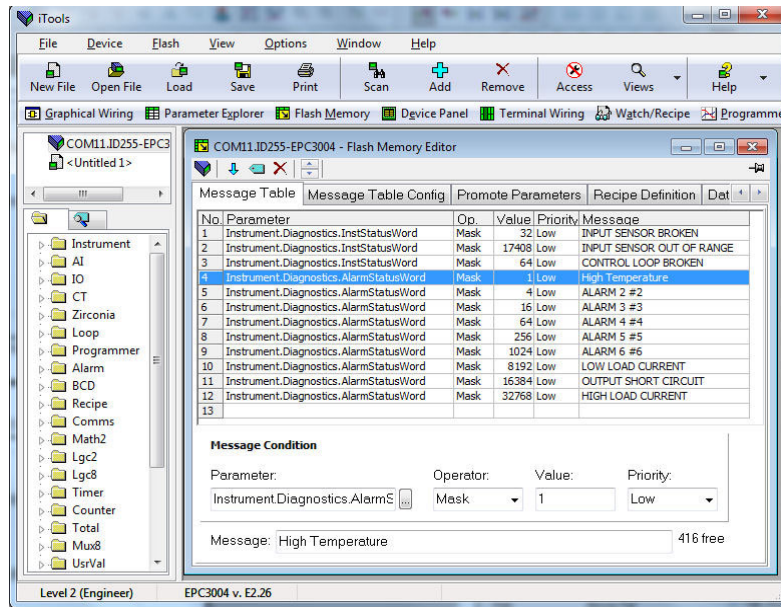 iTools
File Device Flash View Options Window Help
New File Open File Load Save Print Scan Add Remove Access Views Help
Graphical Wiring Parameter Explorer Flash Memory Device Panel Terminal Wiring Watch/Recipe Programme
COM11.ID255-EPC3
<Untitled 1>
Instrument
AI
IO
CT
Zirconia
Loop
Programmer
Alarm
BCD
Recipe
Comms
Math2
Lgc2
Lgc8
Timer
Counter
Total
Mux8
UsrVal
COM11.ID255-EPC3004 - Flash Memory Editor
Message Table Message Table Config Promote Parameters Recipe Definition Dat
No. Parameter Op. Value Priority Message
1 Instrument.Diagnostics.InstStatusWord Mask 32 Low INPUT SENSOR BROKEN
2 Instrument.Diagnostics.InstStatusWord Mask 17408 Low INPUT SENSOR OUT OF RANGE
3 Instrument.Diagnostics.InstStatusWord Mask 64 Low CONTROL LOOP BROKEN
4 Instrument.Diagnostics.AlarmStatusWord Mask 1 Low High Temperature
5 Instrument.Diagnostics.AlarmStatusWord Mask 4 Low ALARM 2 #2
6 Instrument.Diagnostics.AlarmStatusWord Mask 16 Low ALARM 3 #3
7 Instrument.Diagnostics.AlarmStatusWord Mask 64 Low ALARM 4 #4
8 Instrument.Diagnostics.AlarmStatusWord Mask 256 Low ALARM 5 #5
9 Instrument.Diagnostics.AlarmStatusWord Mask 1024 Low ALARM 6 #6
10 Instrument.Diagnostics.AlarmStatusWord Mask 8192 Low LOW LOAD CURRENT
11 Instrument.Diagnostics.AlarmStatusWord Mask 16384 Low OUTPUT SHORT CIRCUIT
12 Instrument.Diagnostics.AlarmStatusWord Mask 32768 Low HIGH LOAD CURRENT
13
Message Condition
Parameter: Operator: Value: Priority:
Instrument.Diagnostics.AlarmS ... Mask 1 Low
Message: High Temperature 416 free
Level 2 (Engineer) EPC3004 v. E2.26